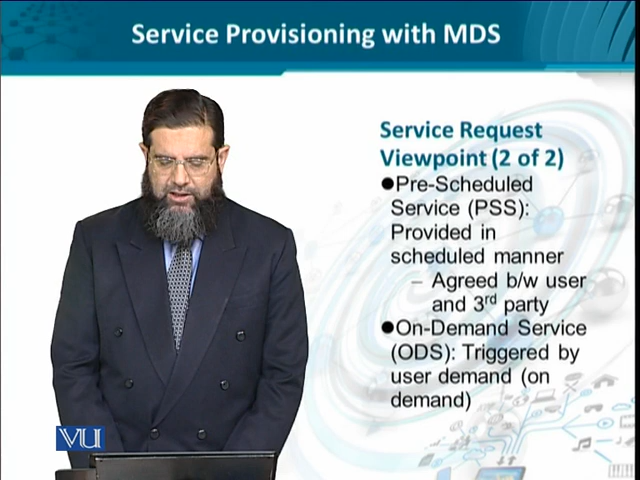 Service Provisioning with MDS
Service Request
Viewpoint (2 of 2)
●Pre-Scheduled
Service (PSS):
Provided in
scheduled manner
– Agreed b/w user
and 3rd party
●On-Demand Service
(ODS): Triggered by
user demand (on
demand)
VU